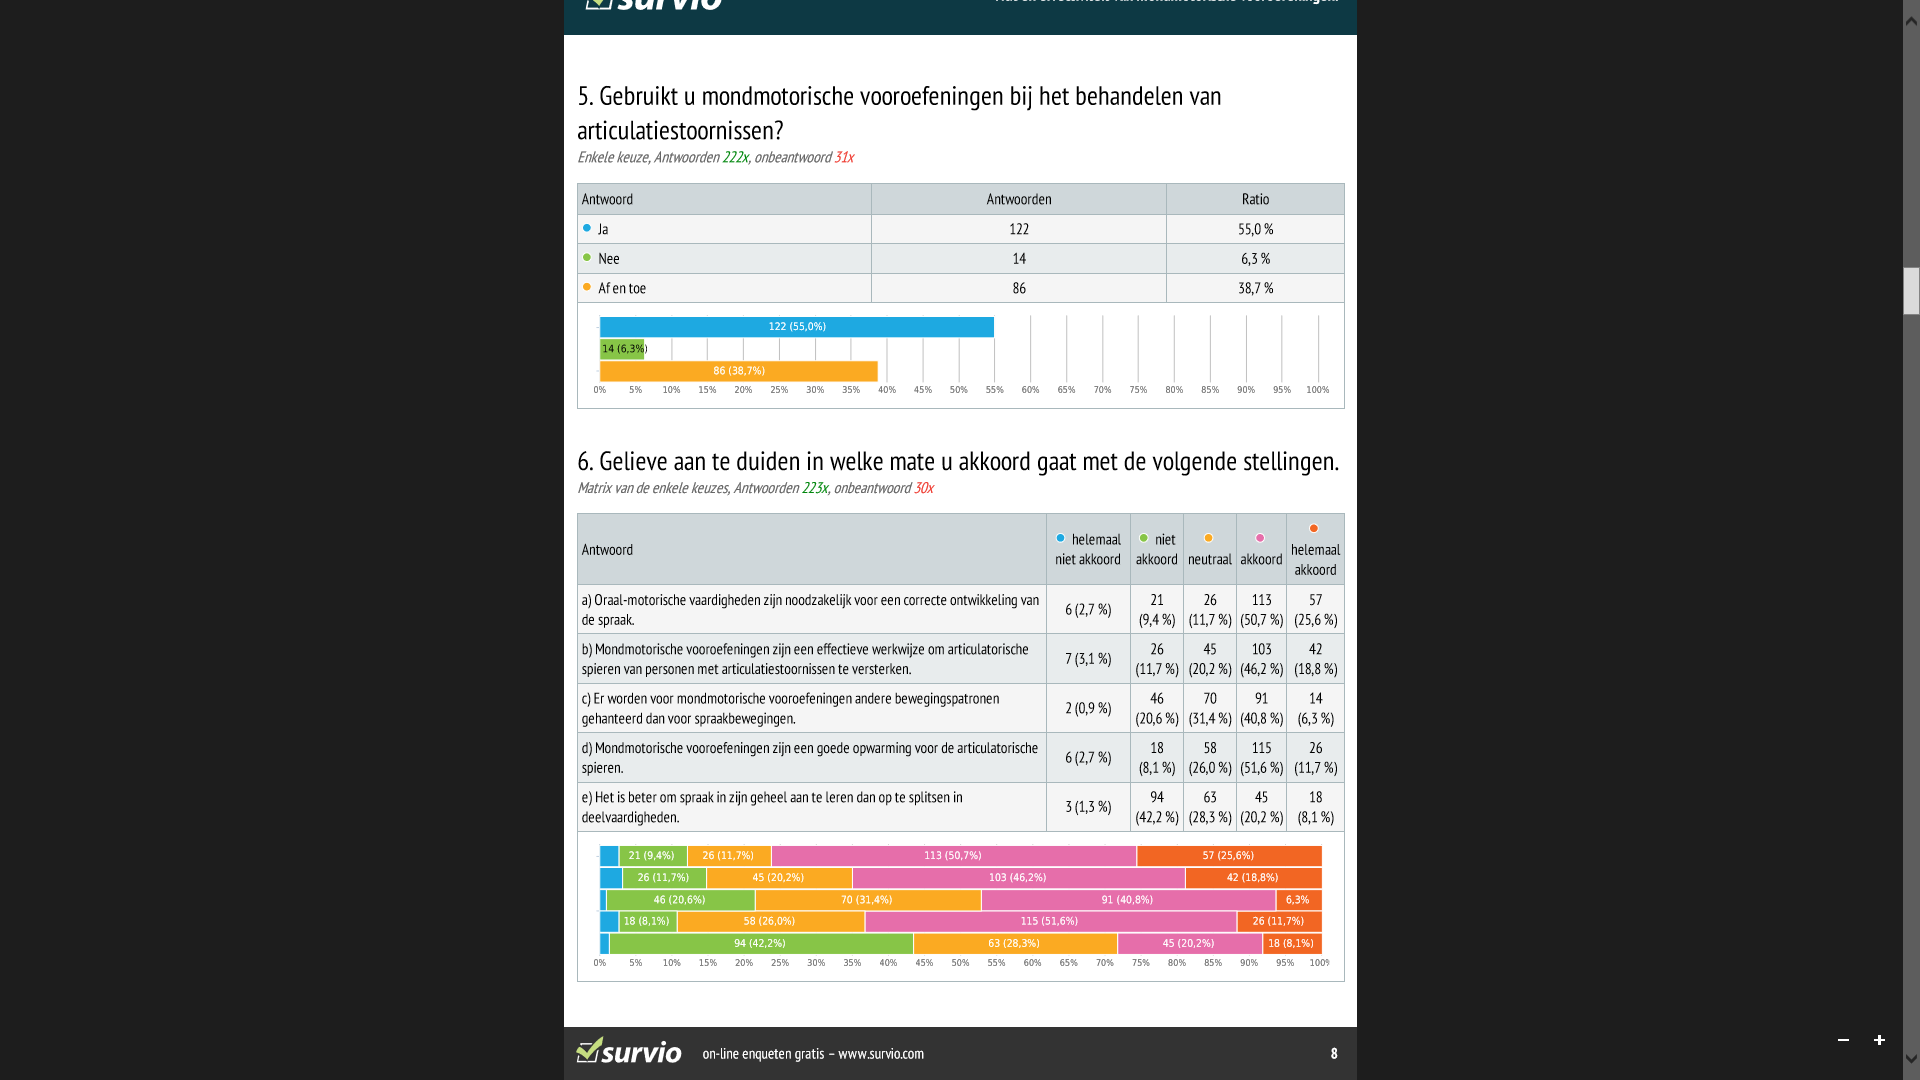 survio
5. Gebruikt u mondmotorische vooroefeningen bij het behandelen van
articulatiestoornissen?
Enkele keuze, Antwoorden 222x, onbeantwoord 31x
Antwoord Antwoorden Ratio
Ja 122 55,0 %
Nee 14 6,3 %
Af en toe 86 38,7 %
122 (55,0%)
14 (6,3%)
86 (38,7%)
0% 5% 10% 15% 20% 25% 30% 35% 40% 45% 50% 55% 60% 65% 70% 75% 80% 85% 90% 95% 100%
6. Gelieve aan te duiden in welke mate u akkoord gaat met de volgende stellingen.
Matrix van de enkele keuzes, Antwoorden 223x, onbeantwoord 30x
Antwoord
helemaal
niet akkoord
niet
akkoord
neutraal
akkoord
helemaal
akkoord
a) Oraal-motorische vaardigheden zijn noodzakelijk voor een correcte ontwikkeling van
de spraak.
6 (2,7 %)
21
(9,4 %)
26
(11,7 %)
113
(50,7 %)
57
(25,6 %)
b) Mondmotorische vooroefeningen zijn een effectieve werkwijze om articulatorische
spieren van personen met articulatiestoornissen te versterken.
7 (3,1 %)
26
(11,7 %)
45
(20,2 %)
103
(46,2 %)
42
(18,8 %)
c) Er worden voor mondmotorische vooroefeningen andere bewegingspatronen
gehanteerd dan voor spraakbewegingen.
2 (0,9 %)
46
(20,6 %)
70
(31,4 %)
91
(40,8 %)
14
(6,3 %)
d) Mondmotorische vooroefeningen zijn een goede opwarming voor de articulatorische
spieren.
6 (2,7 %)
18
(8,1 %)
58
(26,0 %)
115
(51,6 %)
26
(11,7 %)
e) Het is beter om spraak in zijn geheel aan te leren dan op te splitsen in
deelvaardigheden.
3 (1,3 %)
94
(42,2 %)
63
(28,3 %)
45
(20,2 %)
18
(8,1 %)
21 (9,4%) 26 (11,7%) 113 (50,7%) 57 (25,6%)
26 (11,7%) 45 (20,2%) 103 (46,2%) 42 (18,8%)
46 (20,6%) 70 (31,4%) 91 (40,8%) 6,3%
18 (8,1%) 58 (26,0%) 115 (51,6%) 26 (11,7%)
94 (42,2%) 63 (28,3%) 45 (20,2%) 18 (8,1%)
0% 5% 10% 15% 20% 25% 30% 35% 40% 45% 50% 55% 60% 65% 70% 75% 80% 85% 90% 95% 100%
survio on-line enqueten gratis – www.survio.com 8